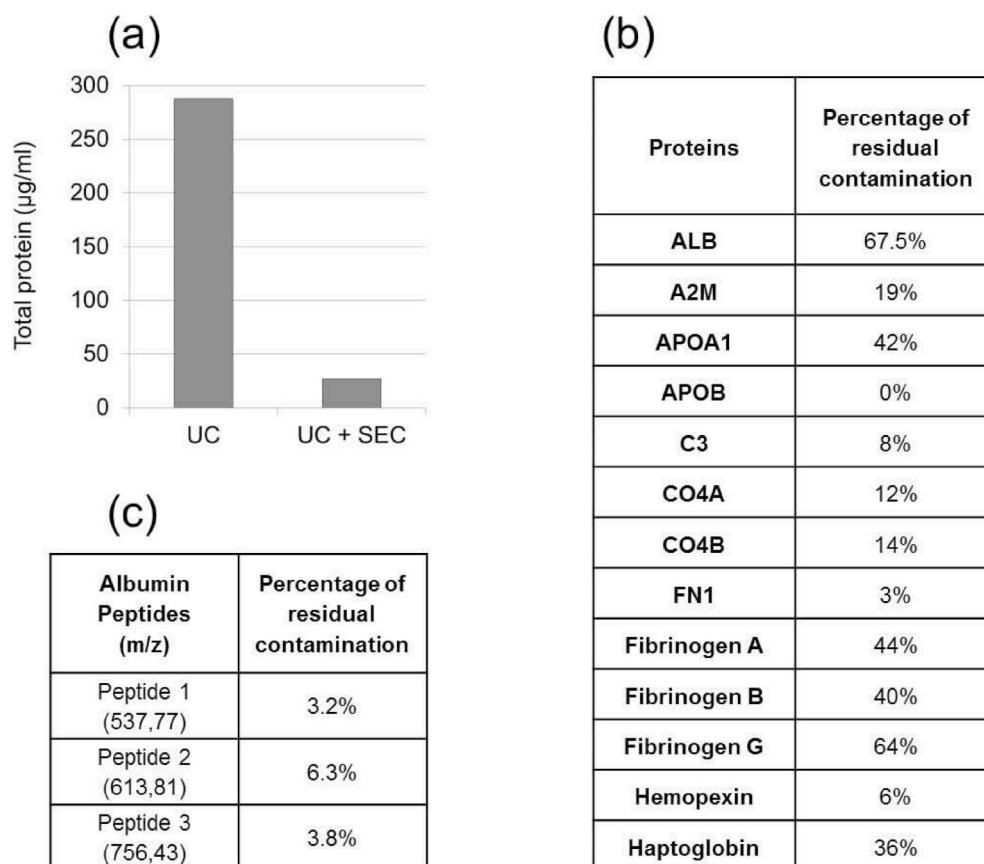 (a)
Total protein (µg/ml)
300
250
200
150
100
50
0
UC
UC + SEC
(b)
Proteins
Percentage of
residual
contamination
ALB
67.5%
A2M
19%
APOA1
42%
APOB
0%
C3
8%
CO4A
12%
CO4B
14%
FN1
3%
Fibrinogen A
44%
Fibrinogen B
40%
Fibrinogen G
64%
Hemopexin
6%
Haptoglobin
36%
(c)
Albumin
Peptides
(m/z)
Percentage of
residual
contamination
Peptide 1
(537,77)
3.2%
Peptide 2
(613,81)
6.3%
Peptide 3
(756,43)
3.8%